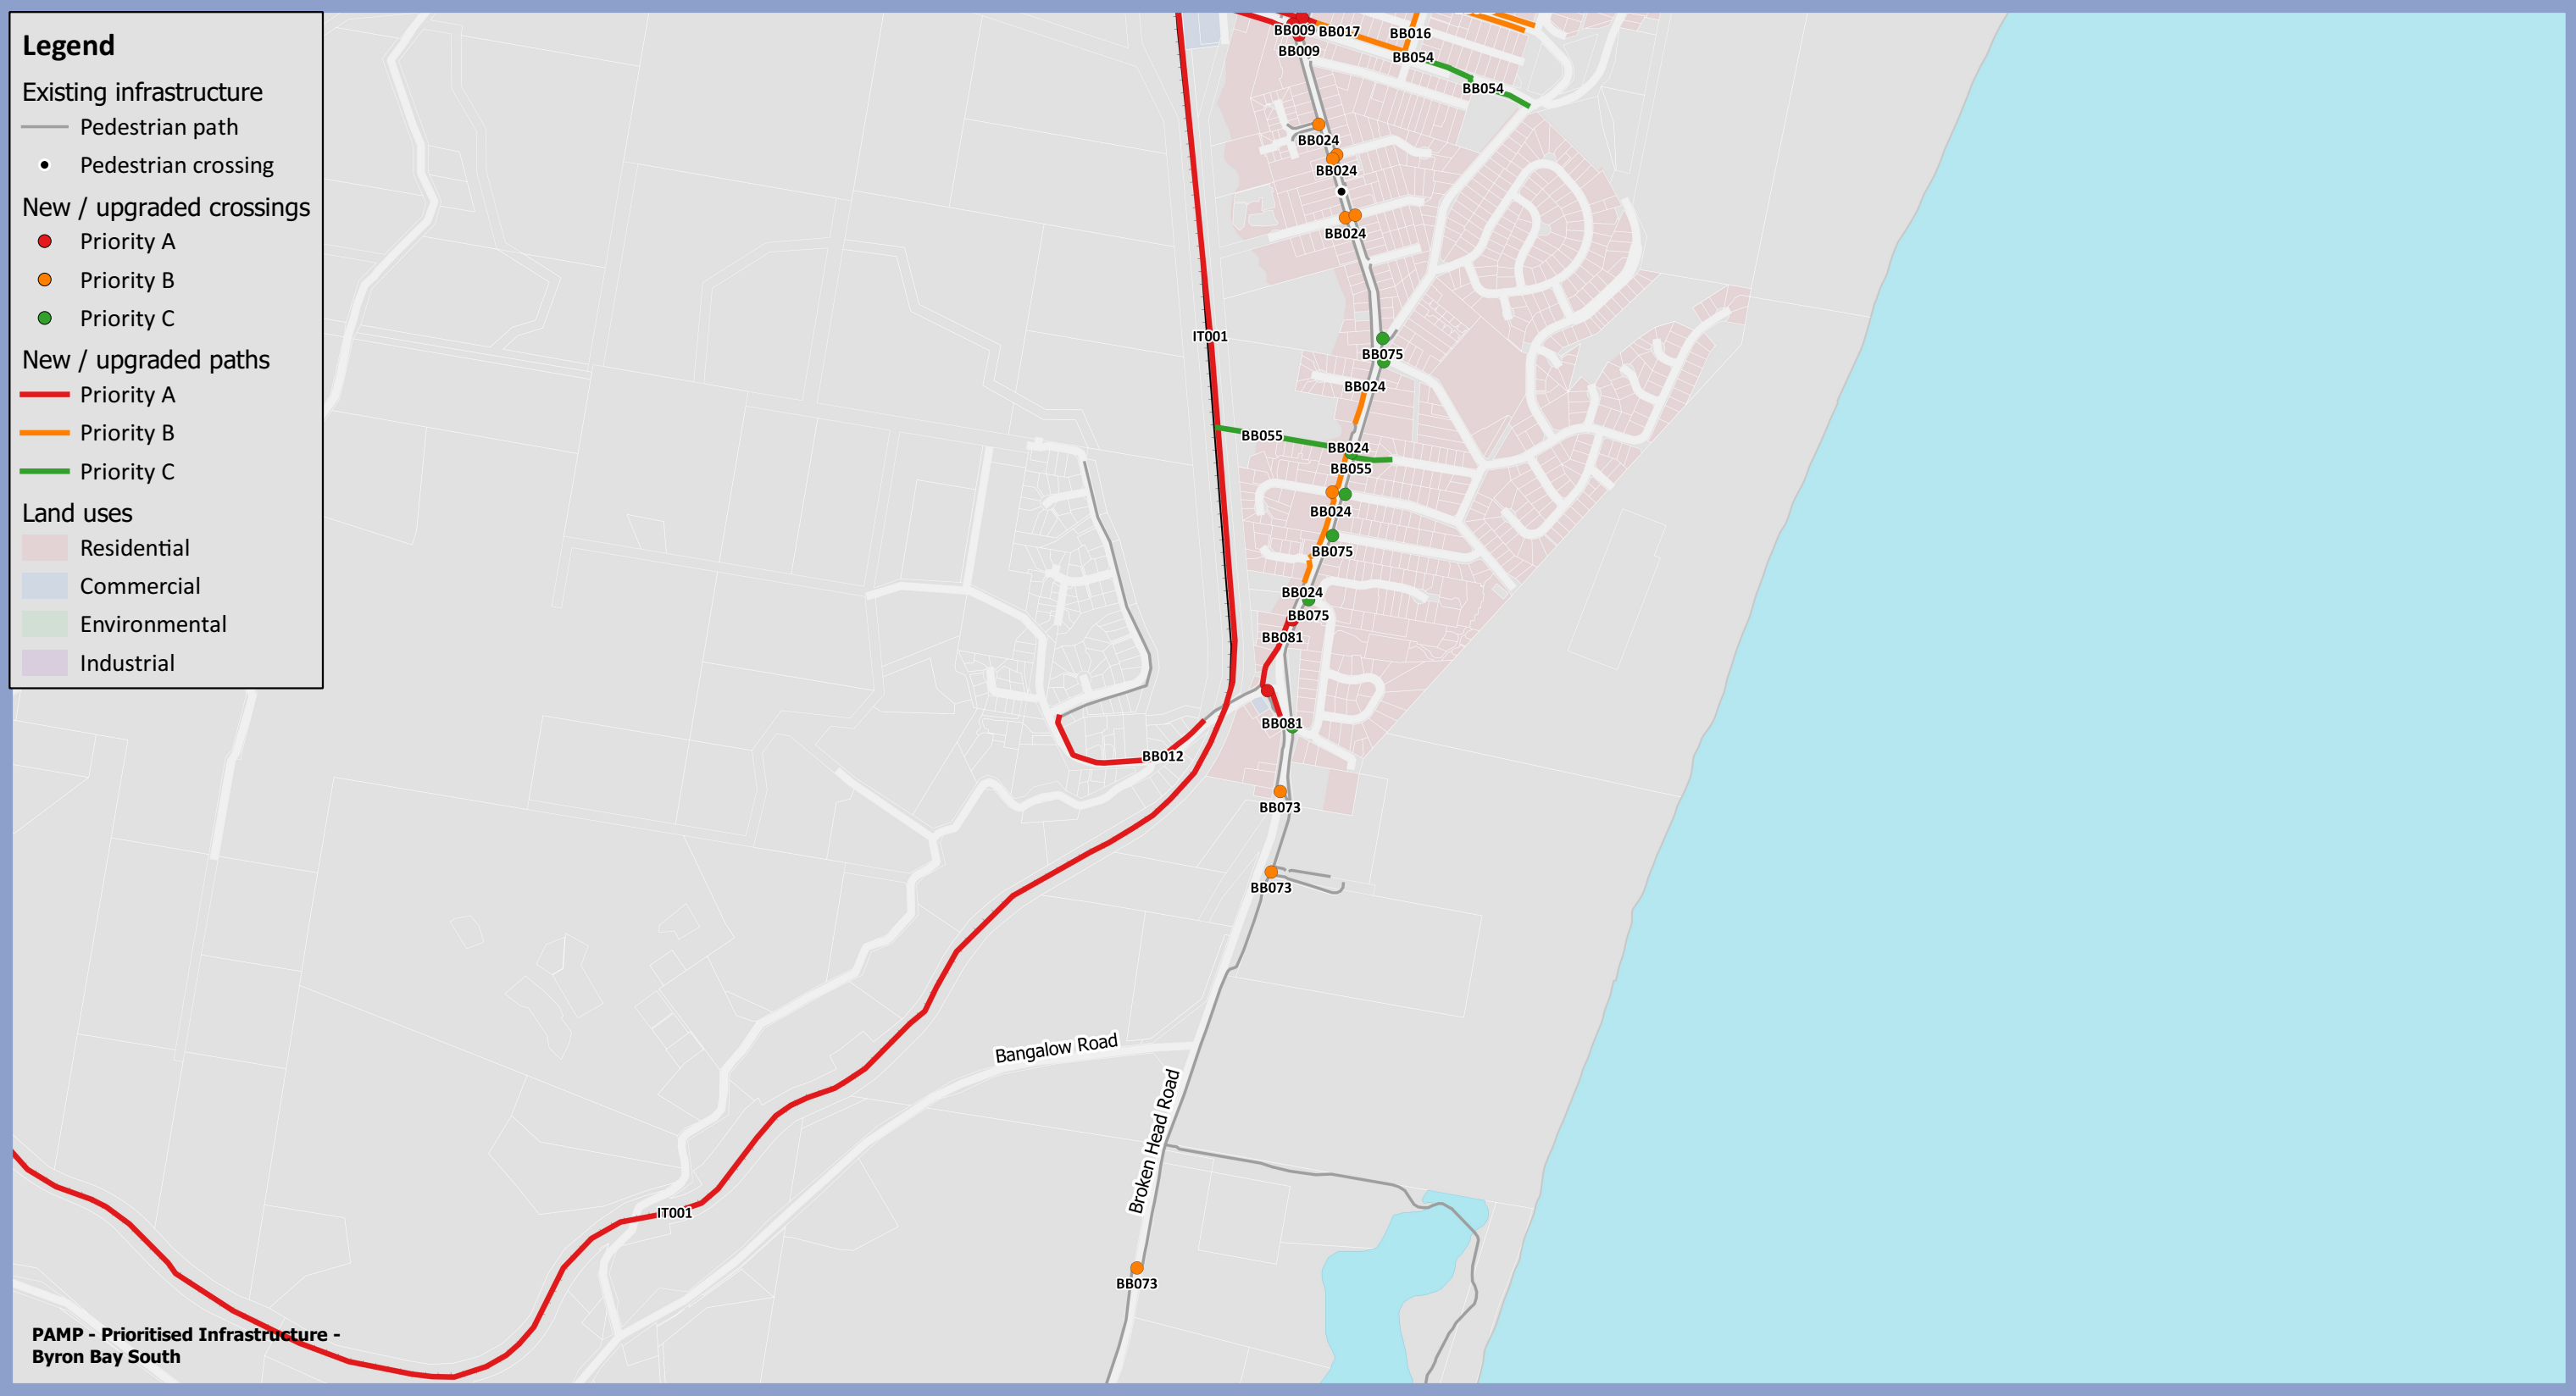 Legend
Existing infrastructure
Pedestrian path
Pedestrian crossing
New / upgraded crossings
Priority A
Priority B
Priority C
New / upgraded paths
Priority A
Priority B
Priority C
Land uses
Residential
Commercial
Environmental
Industrial
BB009 BB017 BB016
BB009
BB054
BB054
BB024
BB024
BB024
IT001
BB075
BB024
BB055
BB024
BB055
BB024
BB075
BB024
BB075
BB081
BB081
BB012
BB073
BB073
Bangalow Road
Broken Head Road
IT001
BB073
PAMP - Prioritised Infrastructure -
Byron Bay South